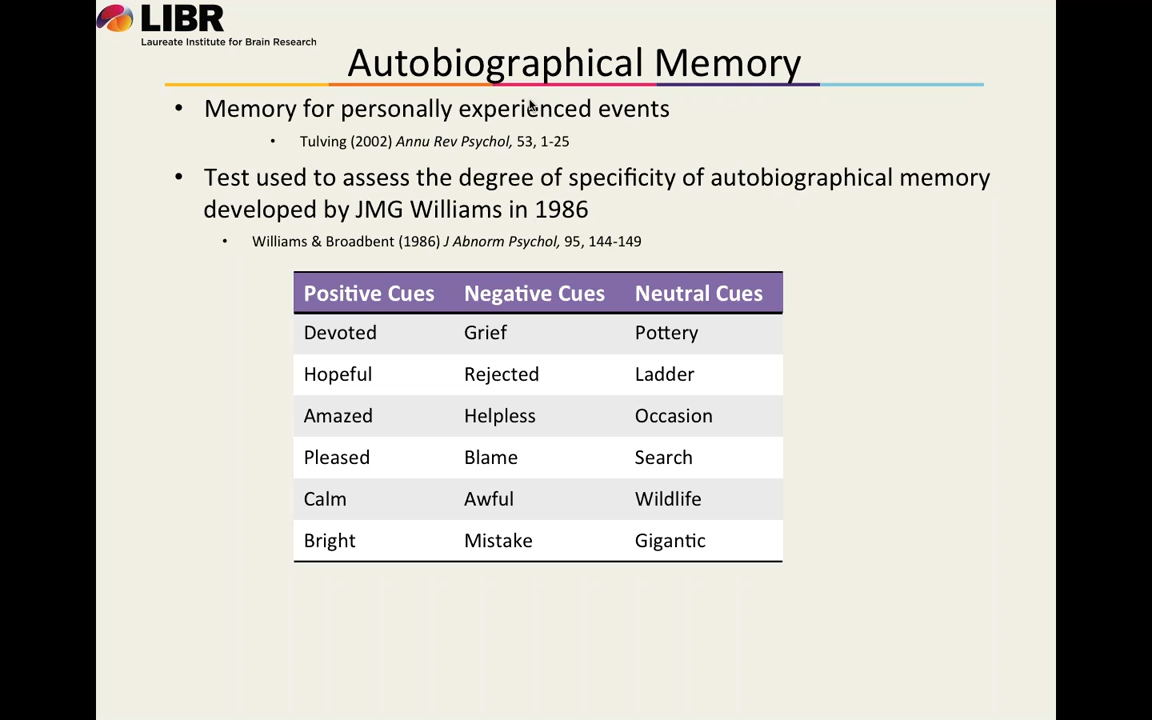 LIBR
Laureate Institute for Brain Research
Autobiographical Memory
• Memory for personally experienced events
• Tulving (2002) Annu Rev Psychol, 53, 1-25
• Test used to assess the degree of specificity of autobiographical memory
developed by JMG Williams in 1986
• Williams & Broadbent (1986) J Abnorm Psychol, 95, 144-149
Positive Cues Negative Cues Neutral Cues
Devoted Grief Pottery
Hopeful Rejected Ladder
Amazed Helpless Occasion
Pleased Blame Search
Calm Awful Wildlife
Bright Mistake Gigantic